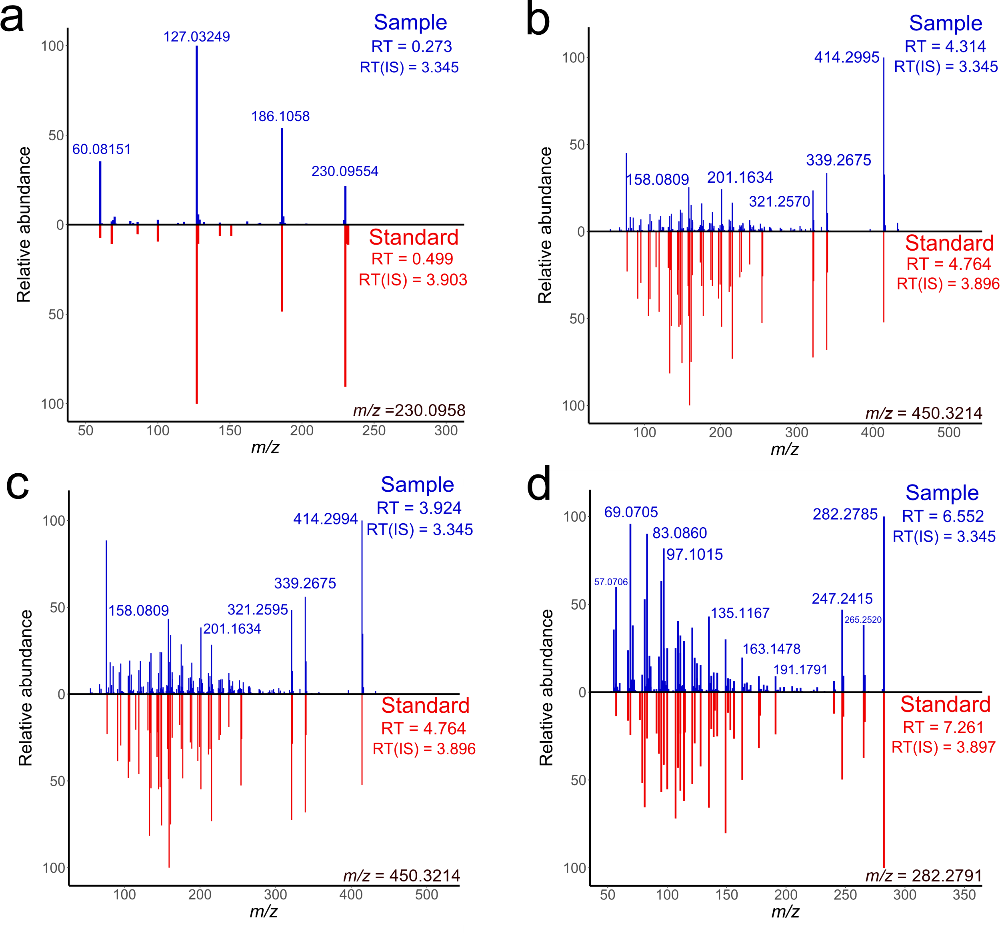 a
Sample
RT = 0.273
RT(IS) = 3.345
127.03249
186.1058
60.08151
230.09554
100
50
0
50
100
Relative abundance
Standard
RT = 0.499
RT(IS) = 3.903
m/z =230.0958
50 100 150 200 250 300
m/z
b
Sample
RT = 4.314
RT(IS) = 3.345
414.2995
339.2675
158.0809
201.1634
321.2570
100
50
0
50
100
Relative abundance
Standard
RT = 4.764
RT(IS) = 3.896
m/z = 450.3214
100 200 300 400 500
m/z
c
Sample
RT = 3.924
RT(IS) = 3.345
414.2994
339.2675
158.0809
321.2595
201.1634
100
50
0
50
100
Relative abundance
Standard
RT = 4.764
RT(IS) = 3.896
m/z = 450.3214
100 200 300 400 500
m/z
d
Sample
RT = 6.552
RT(IS) = 3.345
69.0705
282.2785
83.0860
97.1015
57.0706
247.2415
135.1167
265.2520
163.1478
191.1791
100
50
0
50
100
Relative abundance
Standard
RT = 7.261
RT(IS) = 3.897
m/z = 282.2791
50 100 150 200 250 300 350
m/z